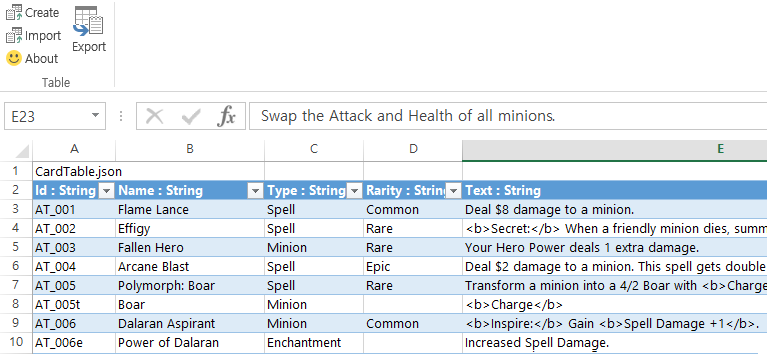 Create
Import
About
Export
Table
E23 fx Swap the Attack and Health of all minions.
A B C D E
1 CardTable.json
2 Id : String Name : String Type : String Rarity : String Text : String
3 AT_001 Flame Lance Spell Common Deal $8 damage to a minion.
4 AT_002 Effigy Spell Rare <b>Secret:</b> When a friendly minion dies, summ
5 AT_003 Fallen Hero Minion Rare Your Hero Power deals 1 extra damage.
6 AT_004 Arcane Blast Spell Epic Deal $2 damage to a minion. This spell gets double
7 AT_005 Polymorph: Boar Spell Rare Transform a minion into a 4/2 Boar with <b>Charge
8 AT_005t Boar Minion <b>Charge</b>
9 AT_006 Dalaran Aspirant Minion Common <b>Inspire:</b> Gain <b>Spell Damage +1</b>.
10 AT_006e Power of Dalaran Enchantment Increased Spell Damage.